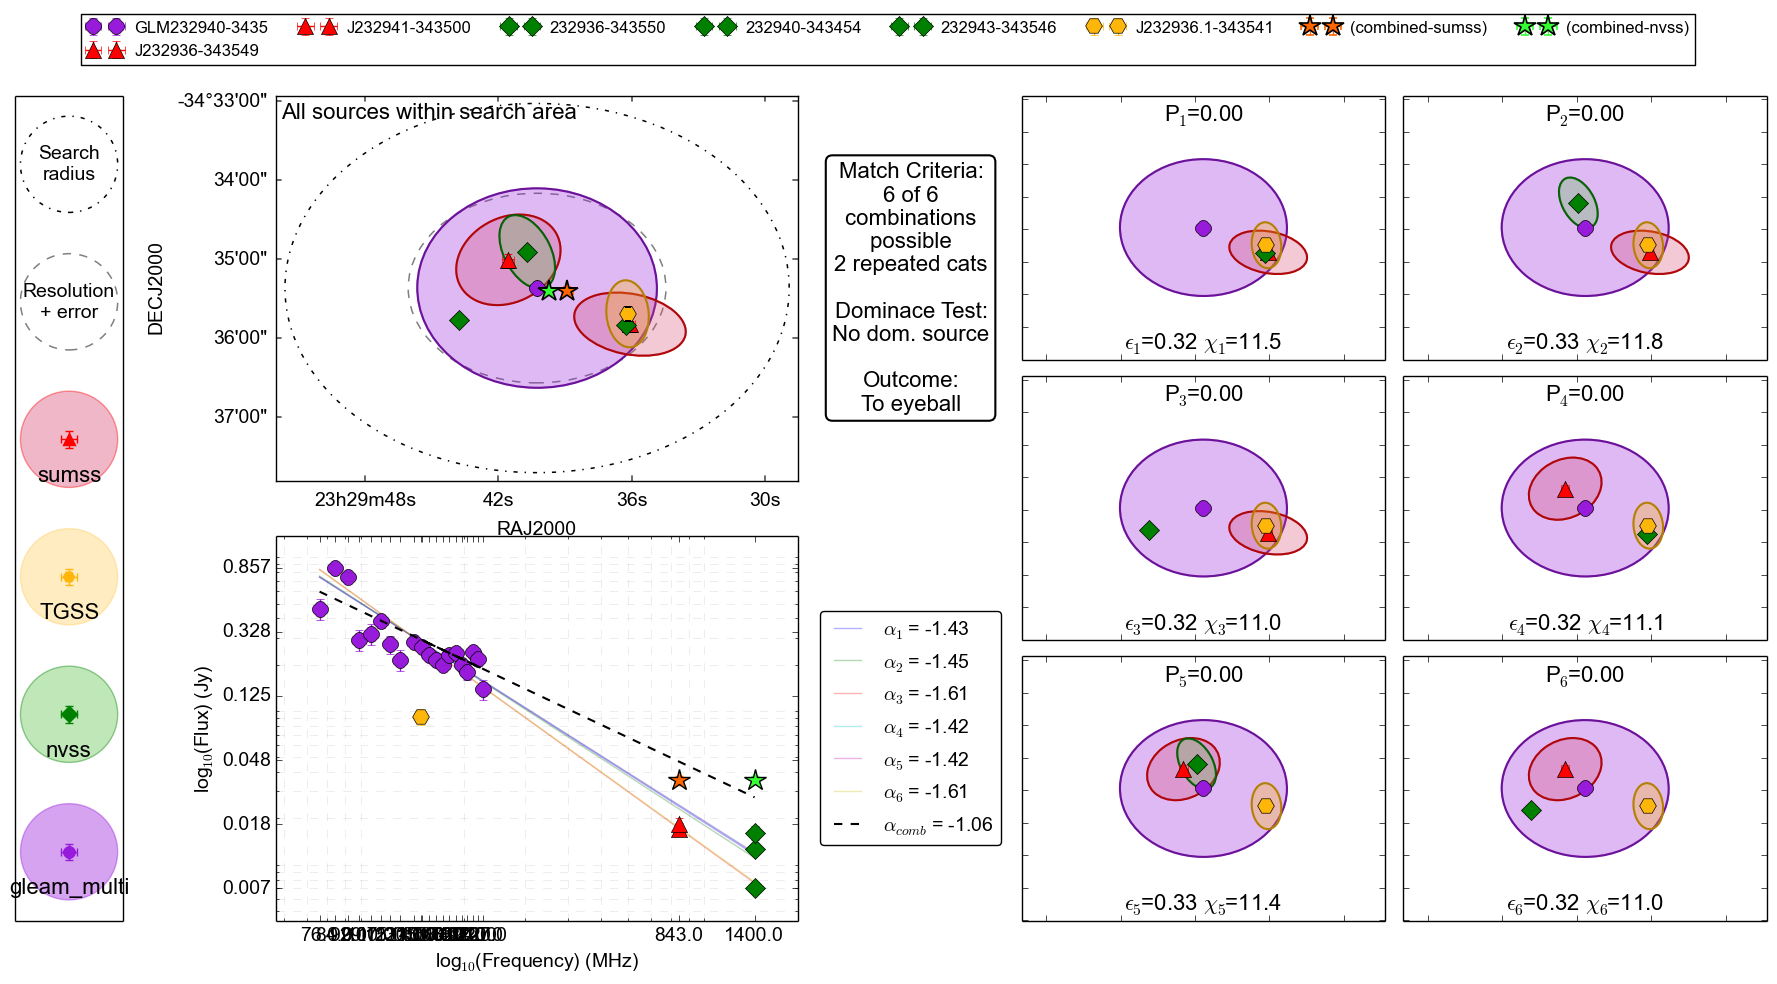 GLM232940-3435 J232941-343500 232936-343550 232940-343454 232943-343546 J232936.1-343541 (combined-sumss) (combined-nvss)
J232936-343549
Search
radius
Resolution
+ error
sumss
TGSS
nvss
gleam_multi
All sources within search area
-34°33'00"
34'00"
35'00"
36'00"
37'00"
DECJ2000
23h29m48s 42s 36s 30s
RAJ2000
Match Criteria:
6 of 6
combinations
possible
2 repeated cats
Dominace Test:
No dom. source
Outcome:
To eyeball
0.857
0.328
0.125
0.048
0.018
0.007
log10(Flux) (Jy)
843.0 1400.0
log10(Frequency) (MHz)
α1 = -1.43
α2 = -1.45
α3 = -1.61
α4 = -1.42
α5 = -1.42
α6 = -1.61
αcomb = -1.06
P1=0.00
ϵ1=0.32 χ1=11.5
P2=0.00
ϵ2=0.33 χ2=11.8
P3=0.00
ϵ3=0.32 χ3=11.0
P4=0.00
ϵ4=0.32 χ4=11.1
P5=0.00
ϵ5=0.33 χ5=11.4
P6=0.00
ϵ6=0.32 χ6=11.0